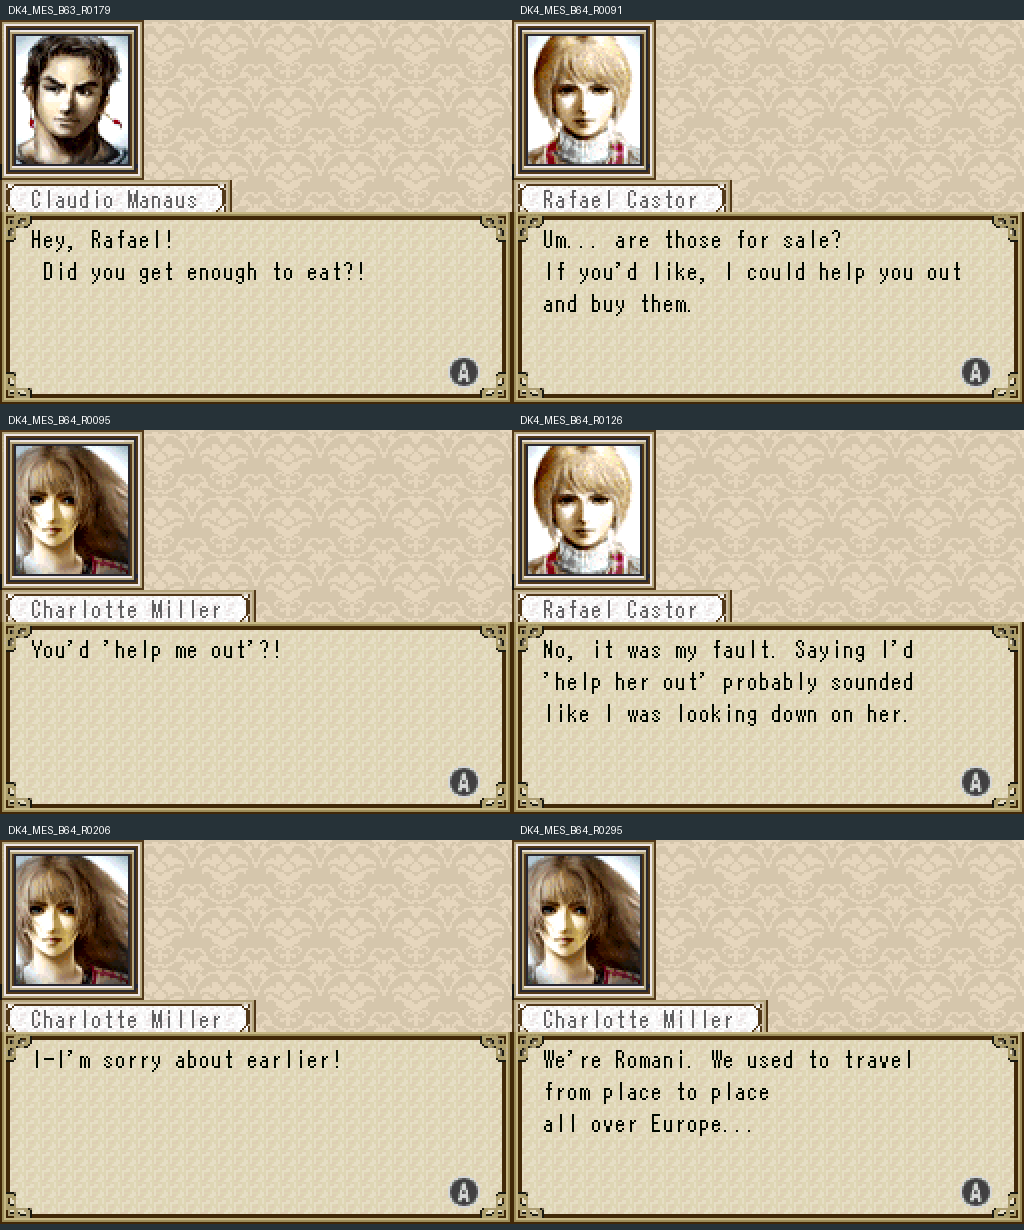 DK4_MES_B63_R0179
Claudio Manaus
Hey, Rafael!
Did you get enough to eat?!
A
DK4_MES_B64_R0091
Rafael Castor
Um... are those for sale?
If you'd like, I could help you out
and buy them.
A
DK4_MES_B64_R0095
Charlotte Miller
You'd 'help me out'?!
A
DK4_MES_B64_R0126
Rafael Castor
No, it was my fault. Saying I'd
'help her out' probably sounded
like I was looking down on her.
A
DK4_MES_B64_R0206
Charlotte Miller
I-I'm sorry about earlier!
A
DK4_MES_B64_R0295
Charlotte Miller
We're Romani. We used to travel
from place to place
all over Europe...
A